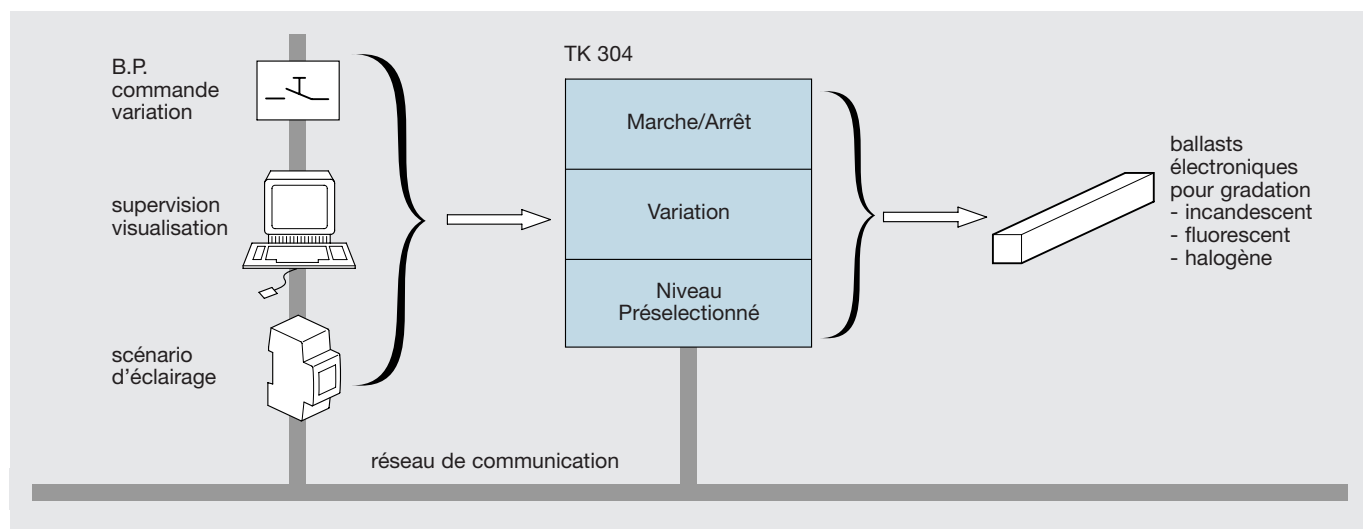 B.P.
commande
variation
supervision
visualisation
scénario
d'éclairage
TK 304
Marche/Arrêt
Variation
Niveau
Préselectionné
ballasts
électroniques
pour gradation
- incandescent
- fluorescent
- halogène
réseau de communication